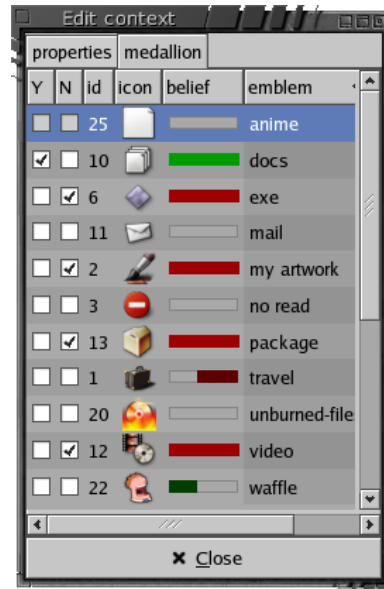 Edit context
properties medallion
Y N id icon belief emblem
25 anime
10 docs
6 exe
11 mail
2 my artwork
3 no read
13 package
1 travel
20 unburned-file
12 video
22 waffle
Close